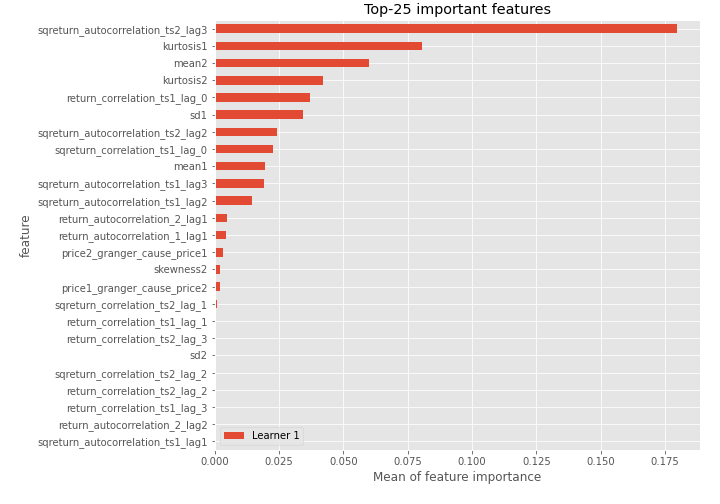 Top-25 important features
sqreturn_autocorrelation_ts2_lag3
kurtosis1
mean2
kurtosis2
return_correlation_ts1_lag_0
sd1
sqreturn_autocorrelation_ts2_lag2
sqreturn_correlation_ts1_lag_0
mean1
sqreturn_autocorrelation_ts1_lag3
sqreturn_autocorrelation_ts1_lag2
return_autocorrelation_2_lag1
return_autocorrelation_1_lag1
price2_granger_cause_price1
skewness2
price1_granger_cause_price2
sqreturn_correlation_ts2_lag_1
return_correlation_ts1_lag_1
return_correlation_ts2_lag_3
sd2
sqreturn_correlation_ts2_lag_2
return_correlation_ts2_lag_2
return_correlation_ts1_lag_3
return_autocorrelation_2_lag2
sqreturn_autocorrelation_ts1_lag1
feature
Learner 1
0.000 0.025 0.050 0.075 0.100 0.125 0.150 0.175
Mean of feature importance